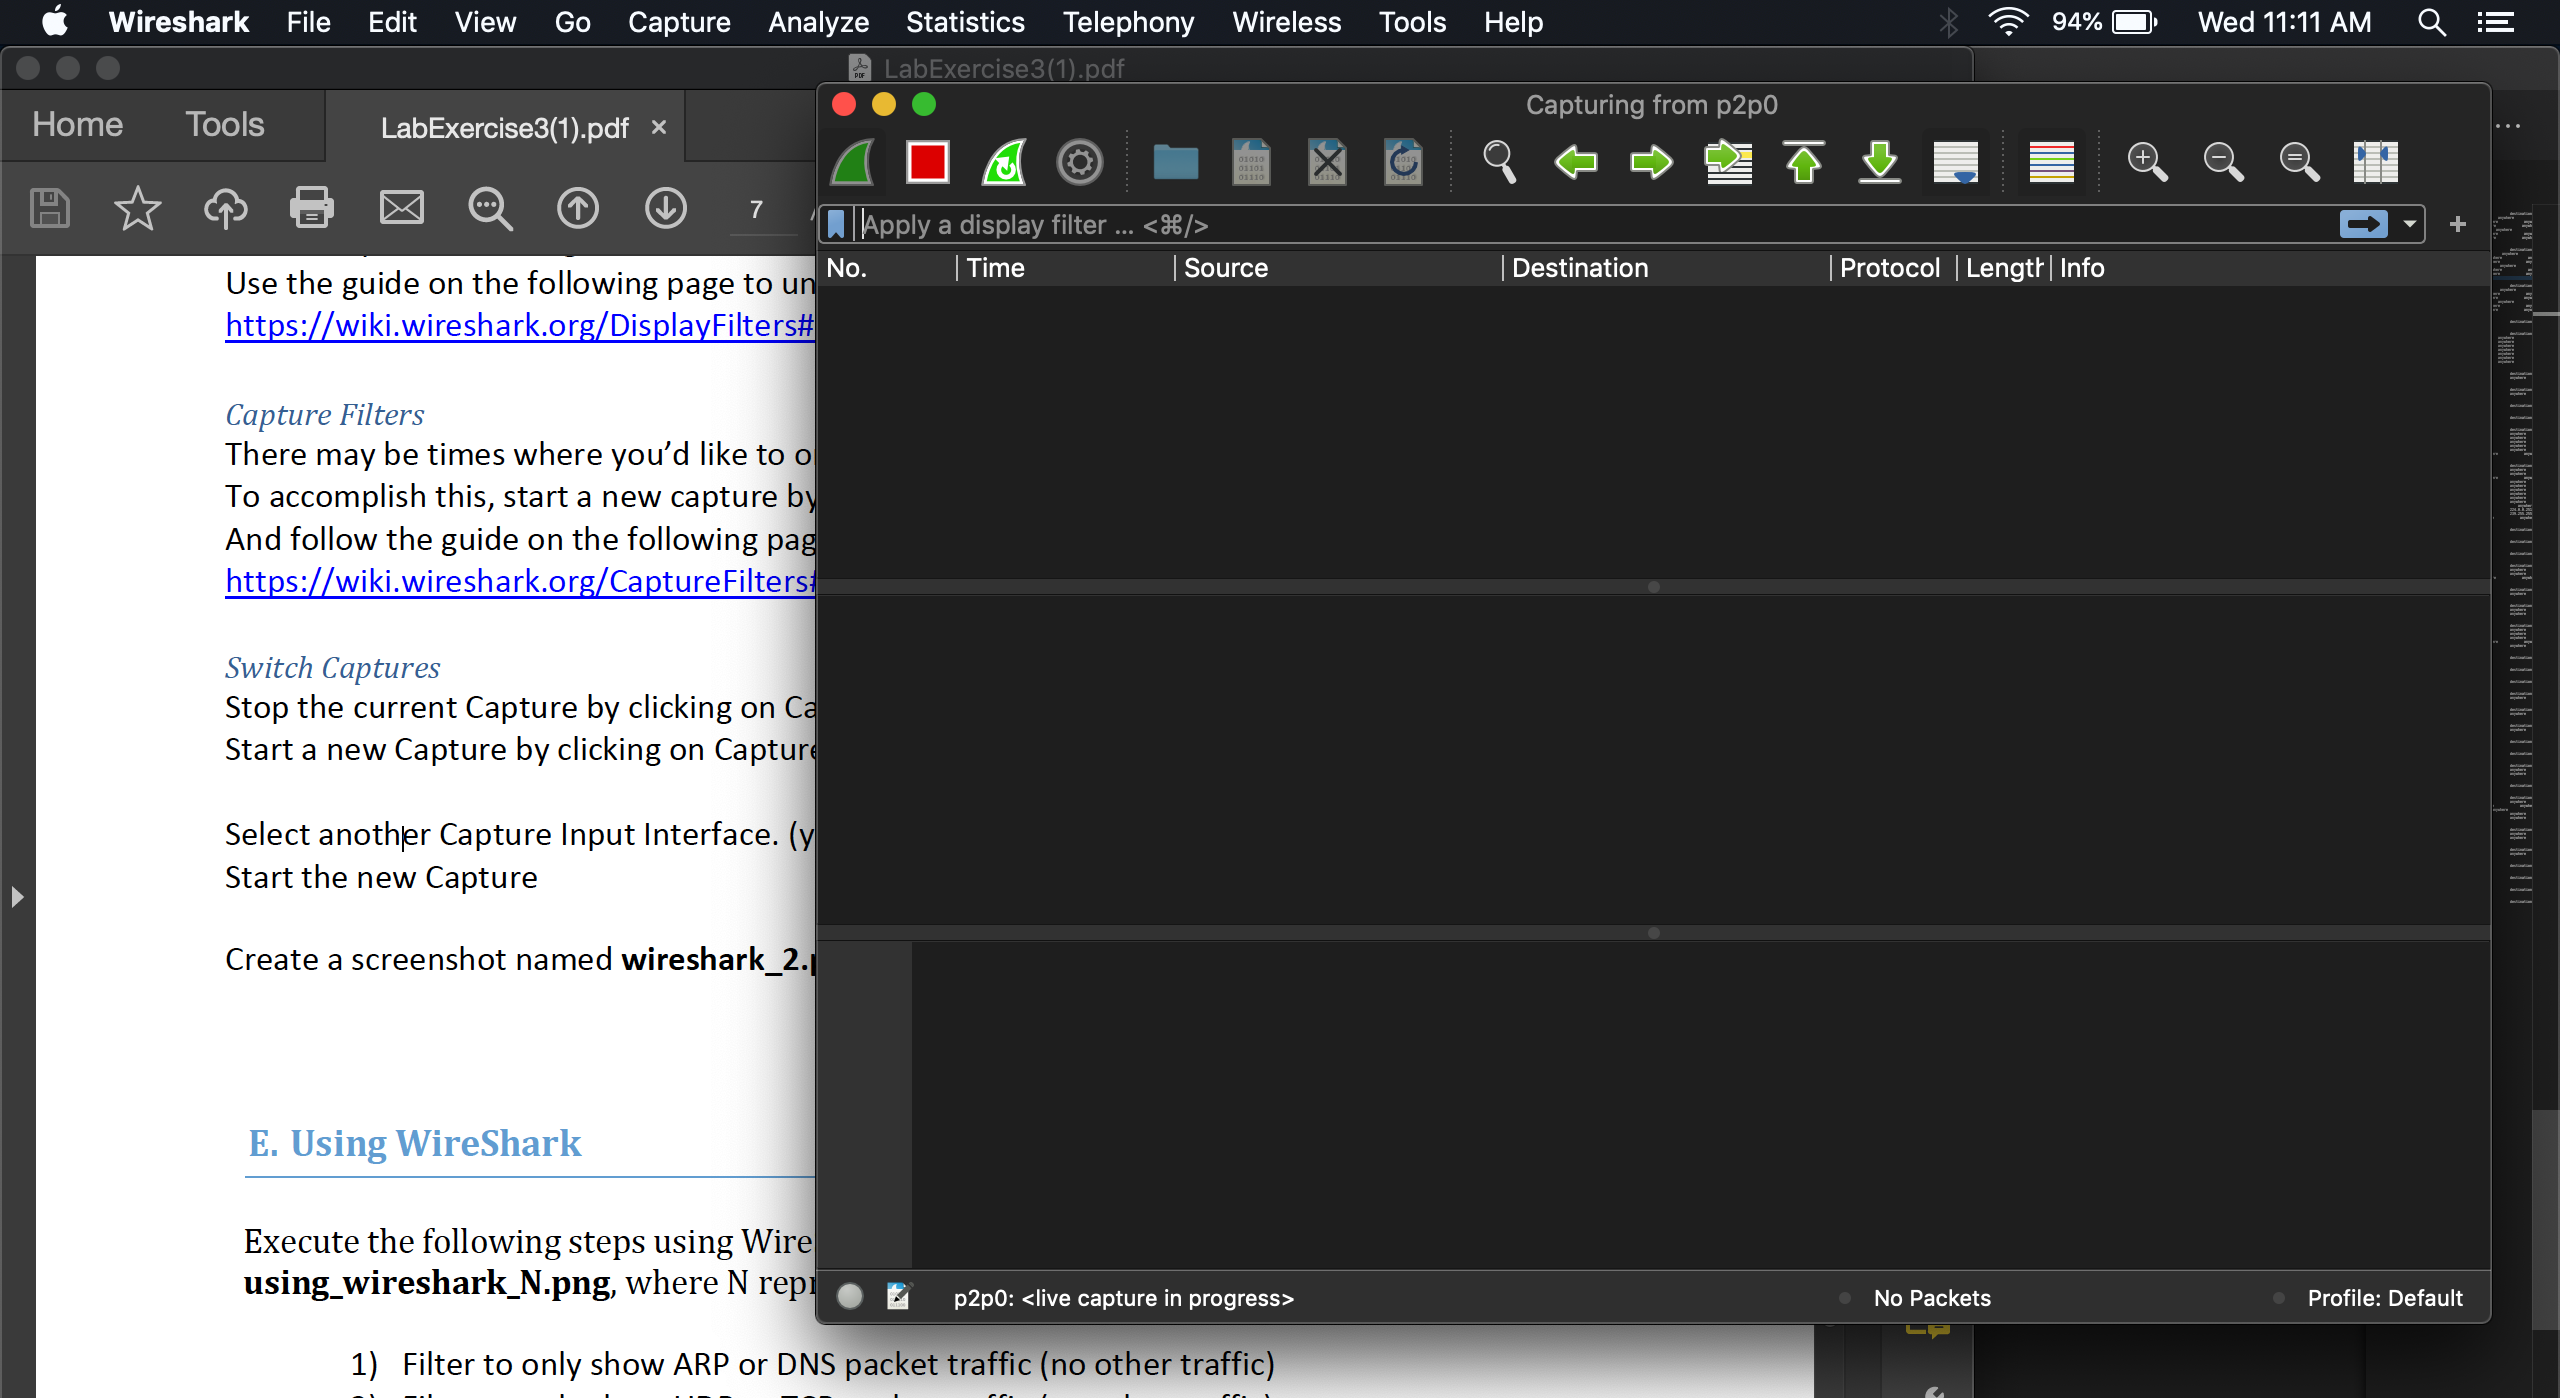 Wireshark File Edit View Go Capture Analyze Statistics Telephony Wireless Tools Help 94% Wed 11:11 AM
LabExercise3(1).pdf
Home Tools LabExercise3(1).pdf ×
7
Use the guide on the following page to un
https://wiki.wireshark.org/DisplayFilters#
Capture Filters
There may be times where you’d like to
To accomplish this, start a new capture by
And follow the guide on the following pag
https://wiki.wireshark.org/CaptureFilters#
Switch Captures
Stop the current Capture by clicking on Ca
Start a new Capture by clicking on Capture
Select another Capture Input Interface. (y
Start the new Capture
Create a screenshot named wireshark_2.p
E. Using WireShark
Execute the following steps using Wire
using_wireshark_N.png, where N repr
1) Filter to only show ARP or DNS packet traffic (no other traffic)
Capturing from p2p0
Apply a display filter ... <⌘/>
No. Time Source Destination Protocol Length Info
p2p0: <live capture in progress> No Packets Profile: Default